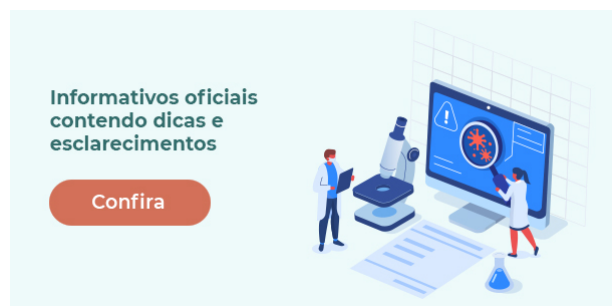 Informativos oficiais
contendo dicas e
esclarecimentos
Confira